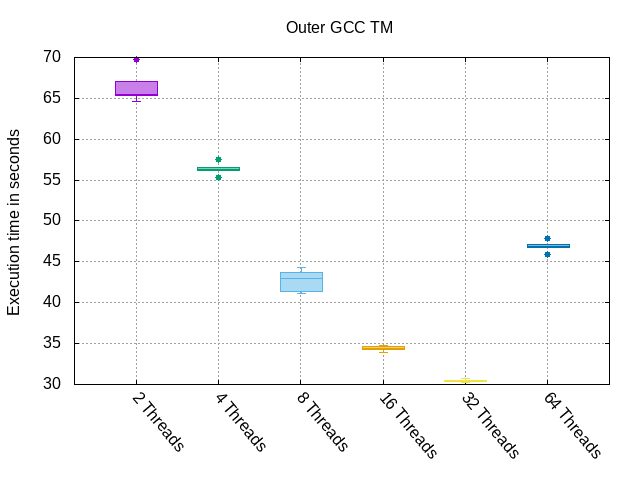 Outer GCC TM
70
65
60
55
50
45
40
35
30
Execution time in seconds
2 Threads
4 Threads
8 Threads
16 Threads
32 Threads
64 Threads